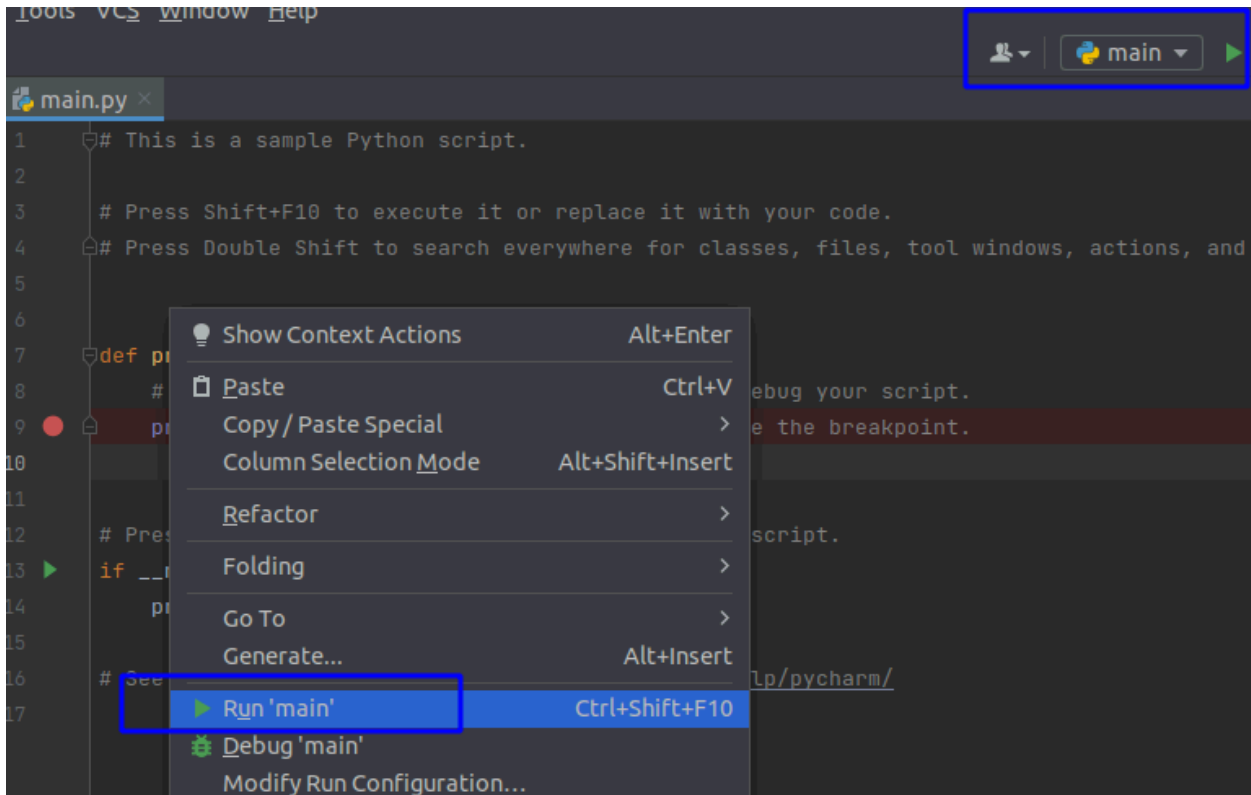 Tools VCS Window Help
main
main.py
1 # This is a sample Python script.
2
3 # Press Shift+F10 to execute it or replace it with your code.
4 # Press Double Shift to search everywhere for classes, files, tool windows, actions, and
5
6
7 def pr
8 # ebug your script.
9 pr e the breakpoint.
10
11
12 # Pres script.
13 if __n
14 pr
15
16 # See lp/pycharm/
17
Show Context Actions Alt+Enter
Paste Ctrl+V
Copy / Paste Special
Column Selection Mode Alt+Shift+Insert
Refactor
Folding
Go To
Generate... Alt+Insert
Run 'main' Ctrl+Shift+F10
Debug 'main'
Modify Run Configuration...